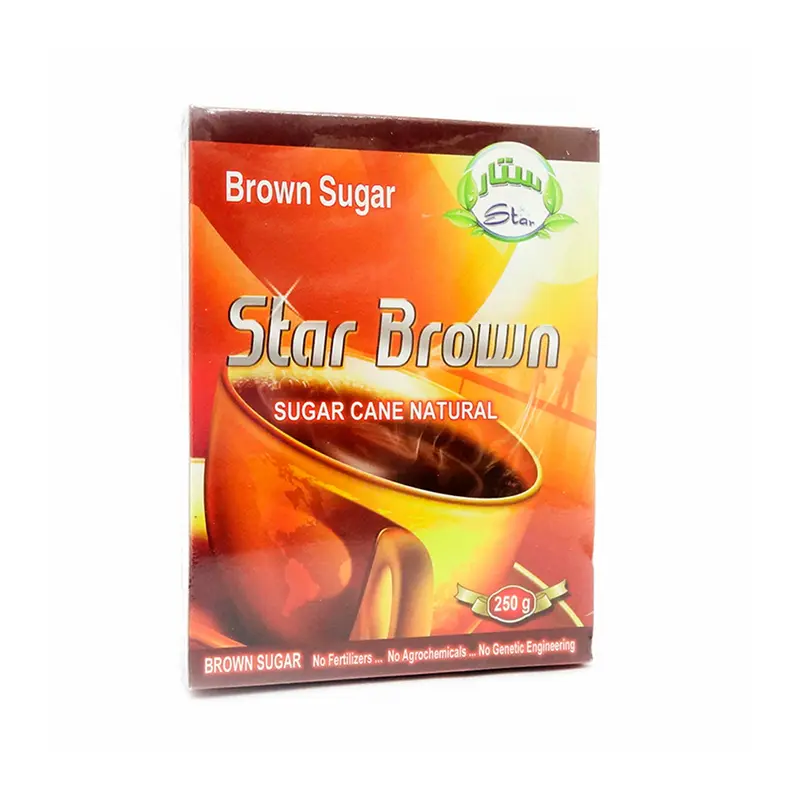 Brown Sugar
ستار
Star
Star Brown
SUGAR CANE NATURAL
250 g
BROWN SUGAR No Fertilizers ... No Agrochemicals ... No Genetic Engineering